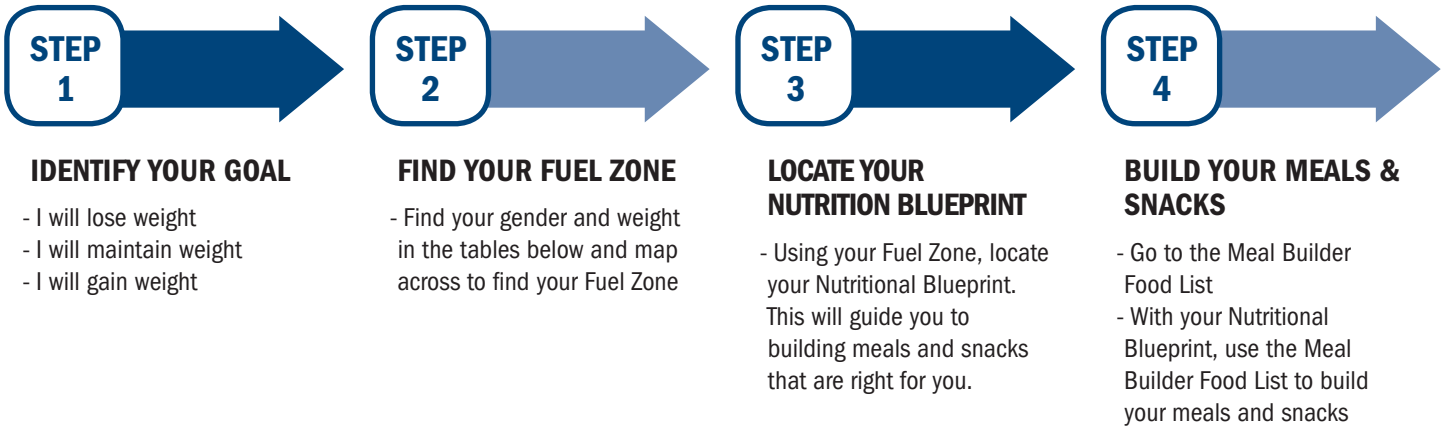 STEP
1
IDENTIFY YOUR GOAL
- I will lose weight
- I will maintain weight
- I will gain weight
STEP
2
FIND YOUR FUEL ZONE
- Find your gender and weight
in the tables below and map
across to find your Fuel Zone
STEP
3
LOCATE YOUR
NUTRITION BLUEPRINT
- Using your Fuel Zone, locate
your Nutritional Blueprint.
This will guide you to
building meals and snacks
that are right for you.
STEP
4
BUILD YOUR MEALS &
SNACKS
- Go to the Meal Builder
Food List
- With your Nutritional
Blueprint, use the Meal
Builder Food List to build
your meals and snacks